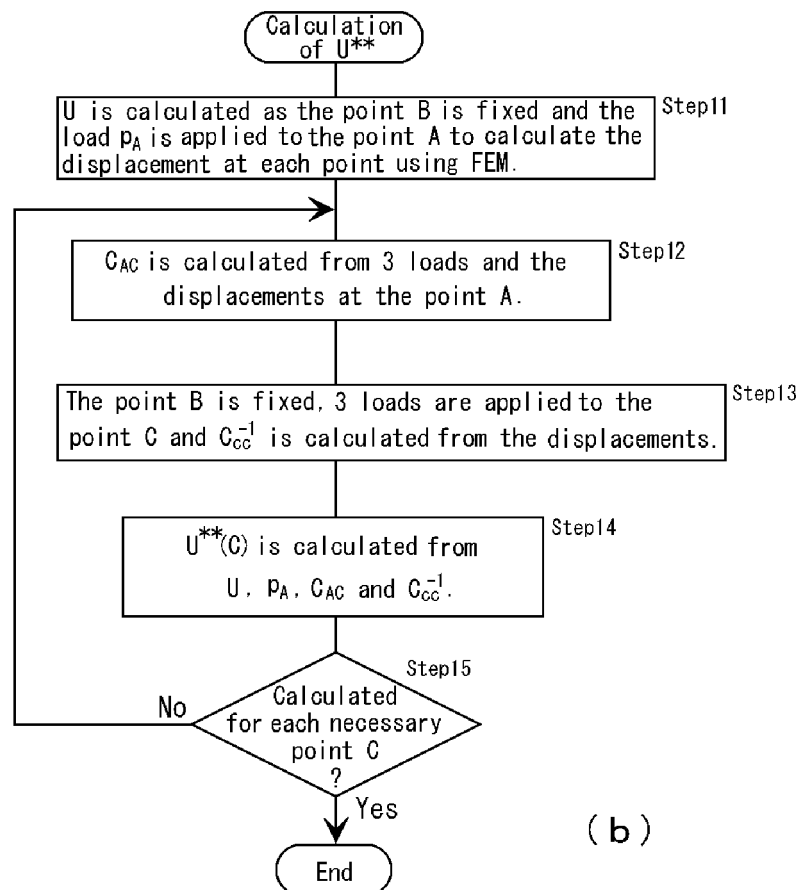 Calculation
of U**
U is calculated as the point B is fixed and the
load pA is applied to the point A to calculate the
displacement at each point using FEM.
Step11
CAC is calculated from 3 loads and the
displacements at the point A.
Step12
The point B is fixed, 3 loads are applied to the
point C and Ccc⁻¹ is calculated from the displacements.
Step13
U**(C) is calculated from
U, pA, CAC and Ccc⁻¹.
Step14
Step15
Calculated
for each necessary
point C
?
No
Yes
End
(b)